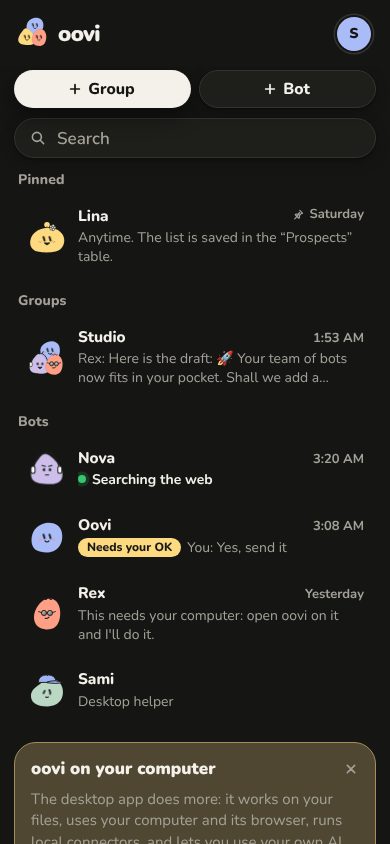 oovi
S
+ Group
+ Bot
Search
Pinned
Lina
Saturday
Anytime. The list is saved in the “Prospects”
table.
Groups
Studio
1:53 AM
Rex: Here is the draft: 🚀 Your team of bots
now fits in your pocket. Shall we add a...
Bots
Nova
3:20 AM
Searching the web
Oovi
3:08 AM
Needs your OK You: Yes, send it
Rex
Yesterday
This needs your computer: open oovi on it
and I'll do it.
Sami
Desktop helper
oovi on your computer
The desktop app does more: it works on your
files, uses your computer and its browser, runs
local connectors, and lets you use your own AI